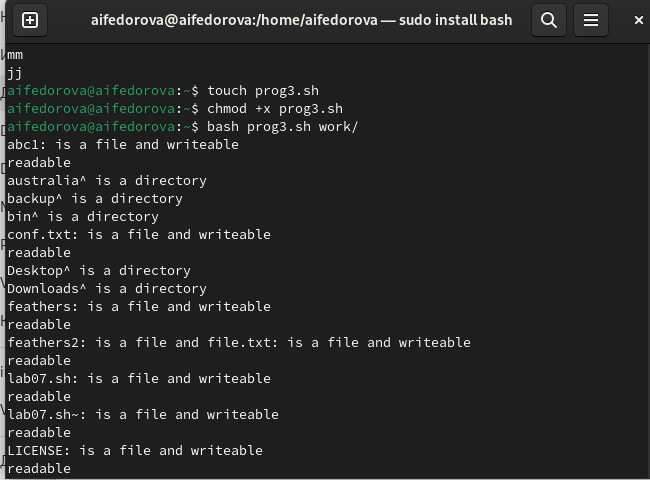 aifedorova@aifedorova:/home/aifedorova — sudo install bash
mm
jj
aifedorova@aifedorova:~$ touch prog3.sh
aifedorova@aifedorova:~$ chmod +x prog3.sh
aifedorova@aifedorova:~$ bash prog3.sh work/
abc1: is a file and writeable
readable
australia^ is a directory
backup^ is a directory
bin^ is a directory
conf.txt: is a file and writeable
readable
Desktop^ is a directory
Downloads^ is a directory
feathers: is a file and writeable
readable
feathers2: is a file and file.txt: is a file and writeable
readable
lab07.sh: is a file and writeable
readable
lab07.sh~: is a file and writeable
readable
LICENSE: is a file and writeable
readable